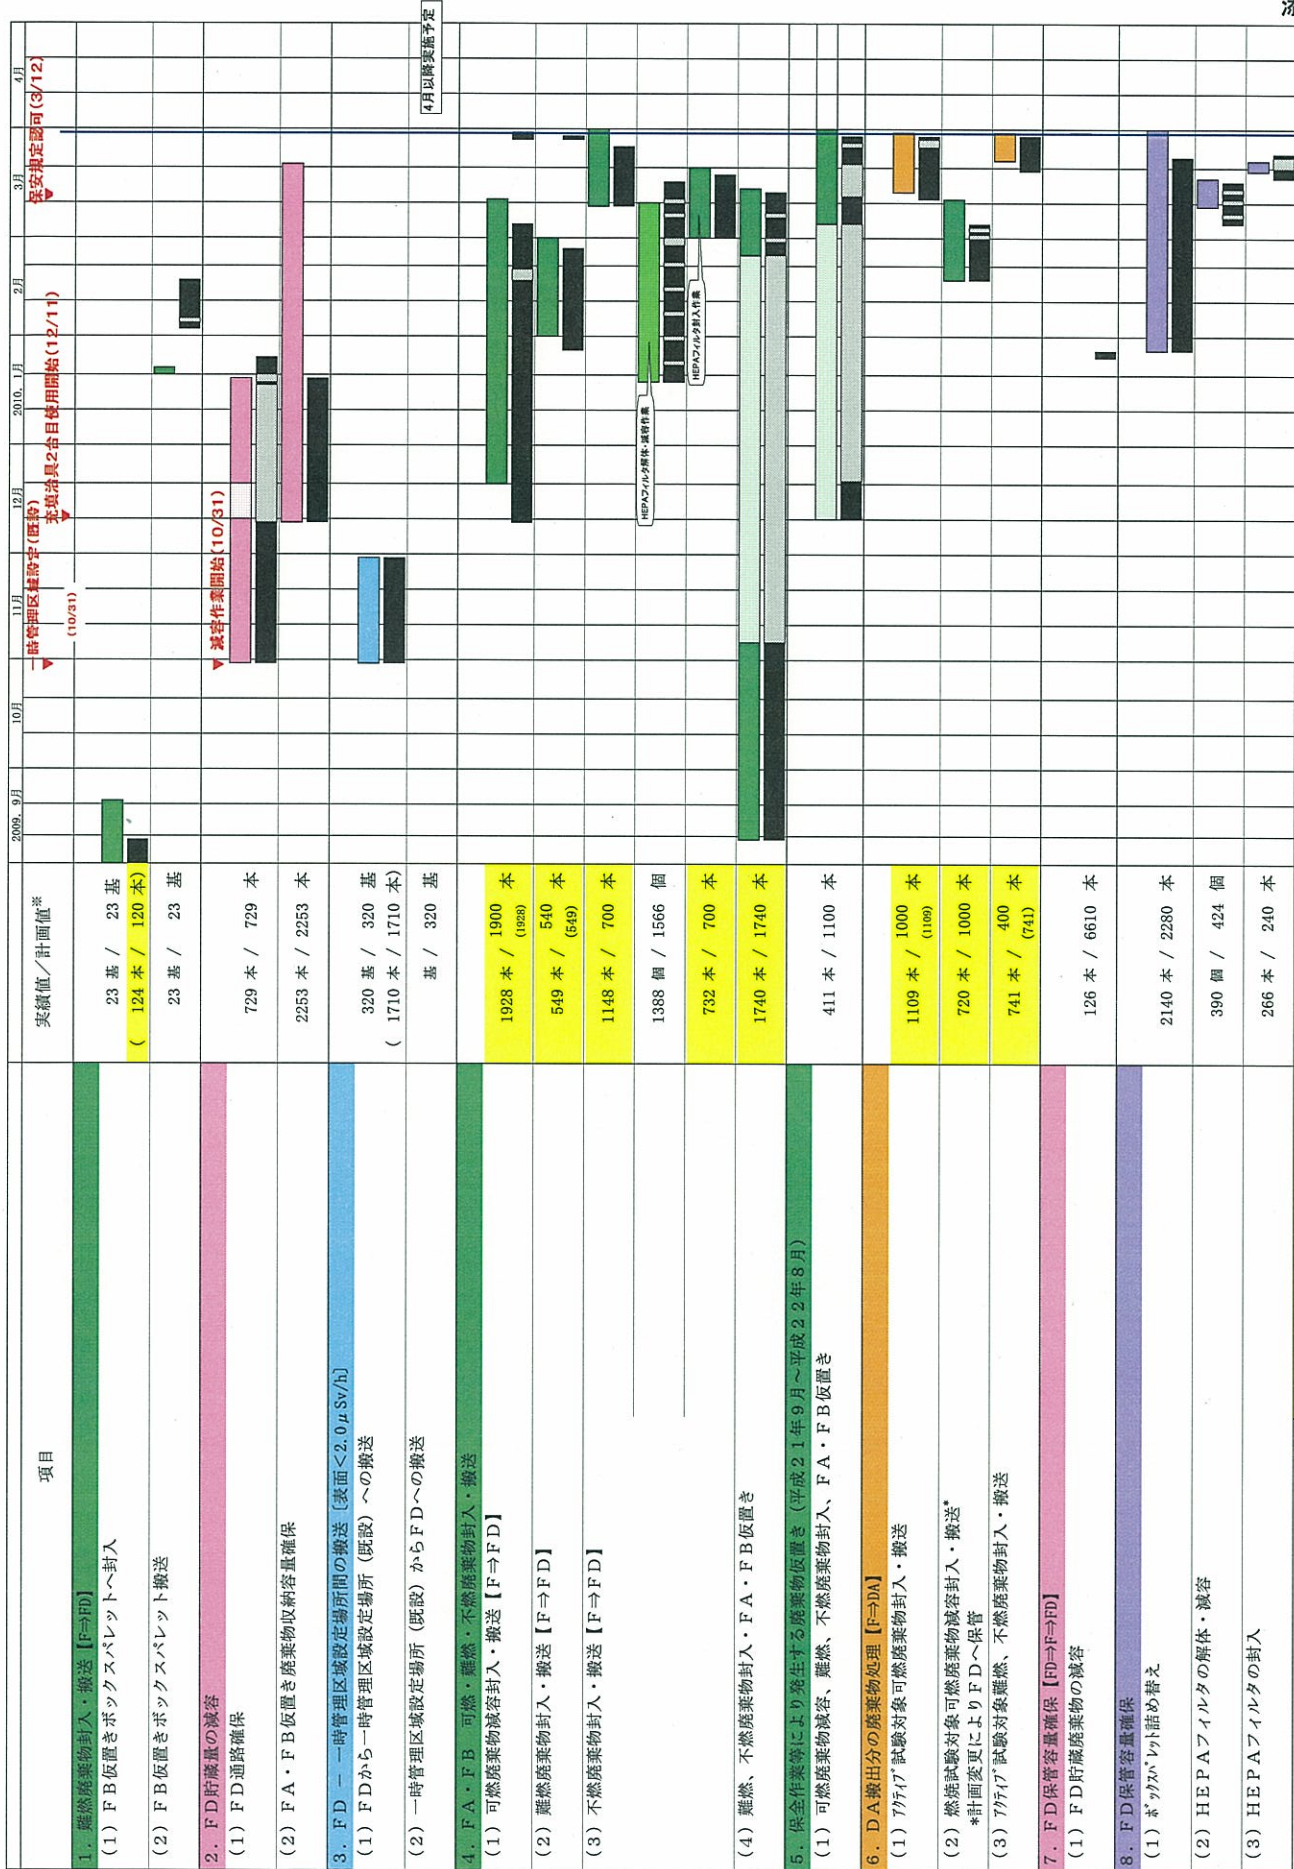 項目
実績値／計画値※
2009. 9月
10月
11月
12月
2010. 1月
2月
3月
4月
一時管理区域設定(既設)
(10/31)
充填治具2台目使用開始(12/11)
保安規定認可(3/12)
1．難燃廃棄物封入・搬送【F⇒FD】
(1) ＦＢ仮置きボックスパレットへ封入
23 基 / 23 基
( 124 本 / 120 本)
(2) ＦＢ仮置きボックスパレット搬送
23 基 / 23 基
2．ＦＤ貯蔵量の減容
減容作業開始(10/31)
(1) ＦＤ通路確保
729 本 / 729 本
(2) ＦＡ・ＦＢ仮置き廃棄物収納容量確保
2253 本 / 2253 本
3．ＦＤ － 一時管理区域設定場所間の搬送〔表面＜2.0μSv/h〕
(1) ＦＤから一時管理区域設定場所（既設）への搬送
320 基 / 320 基
( 1710 本 / 1710 本)
(2) 一時管理区域設定場所（既設）からＦＤへの搬送
基 / 320 基
4月以降実施予定
4．ＦＡ・ＦＢ 可燃・難燃・不燃廃棄物封入・搬送
(1) 可燃廃棄物減容封入・搬送【F⇒FD】
1928 本 / 1900 本
(1928)
(2) 難燃廃棄物封入・搬送【F⇒FD】
549 本 / 540 本
(549)
(3) 不燃廃棄物封入・搬送【F⇒FD】
1148 本 / 700 本
1388 個 / 1566 個
HEPAフィルタ解体・減容作業
732 本 / 700 本
HEPAフィルタ封入作業
(4) 難燃、不燃廃棄物封入・ＦＡ・ＦＢ仮置き
1740 本 / 1740 本
5．保全作業等により発生する廃棄物仮置き（平成２１年９月～平成２２年８月）
(1) 可燃廃棄物減容、難燃、不燃廃棄物封入、ＦＡ・ＦＢ仮置き
411 本 / 1100 本
6．ＤＡ搬出分の廃棄物処理【F⇒DA】
(1) ｱｸﾃｨﾌﾞ試験対象可燃廃棄物封入・搬送
1109 本 / 1000 本
(1109)
(2) 燃焼試験対象可燃廃棄物減容封入・搬送*
*計画変更によりＦＤへ保管
720 本 / 1000 本
(3) ｱｸﾃｨﾌﾞ試験対象難燃、不燃廃棄物封入・搬送
741 本 / 400 本
(741)
7．ＦＤ保管容量確保【FD⇒F⇒FD】
(1) ＦＤ貯蔵廃棄物の減容
126 本 / 6610 本
8．ＦＤ保管容量確保
(1) ﾎﾞｯｸｽﾊﾟﾚｯﾄ詰め替え
2140 本 / 2280 本
(2) ＨＥＰＡフィルタの解体・減容
390 個 / 424 個
(3) ＨＥＰＡフィルタの封入
266 本 / 240 本